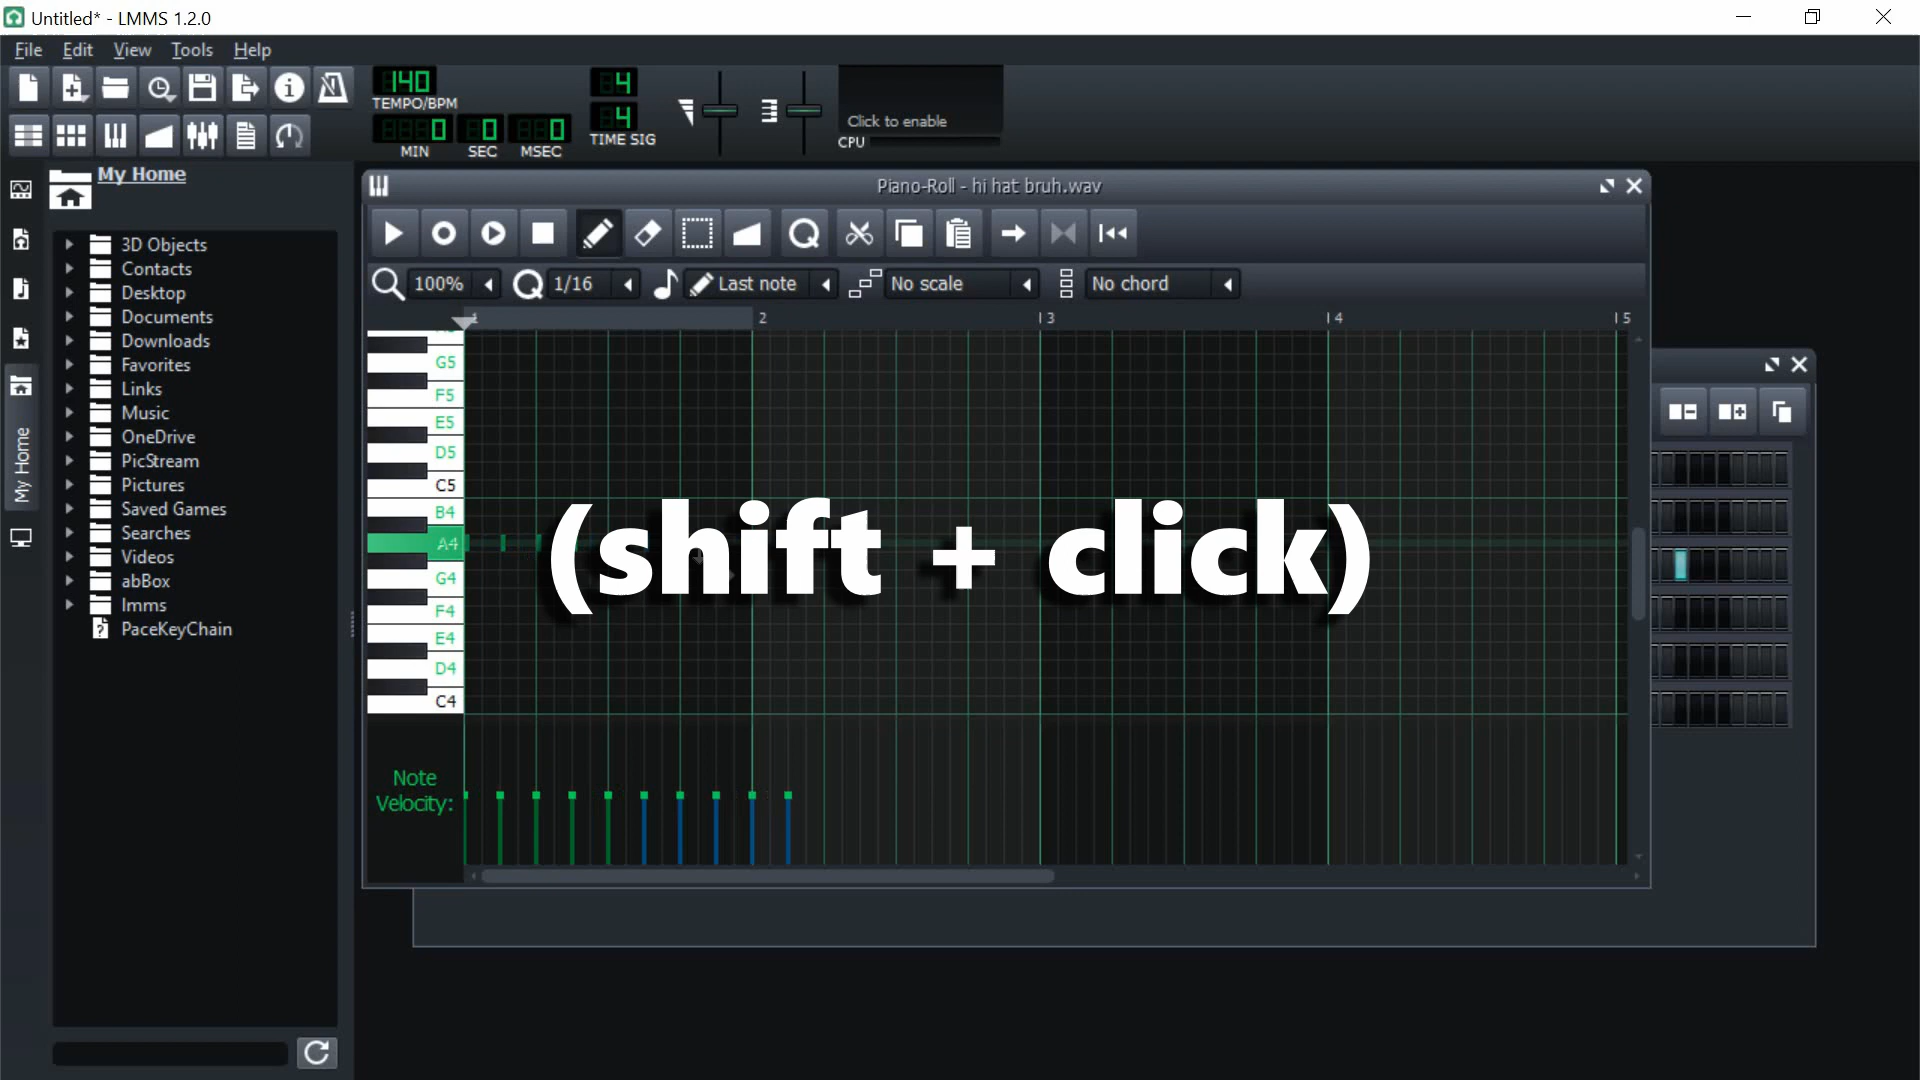 Untitled* - LMMS 1.2.0
File Edit View Tools Help
140
TEMPO/BPM
0 0 0
MIN SEC MSEC
4
4
TIME SIG
Click to enable
CPU
My Home
My Home
3D Objects
Contacts
Desktop
Documents
Downloads
Favorites
Links
Music
OneDrive
PicStream
Pictures
Saved Games
Searches
Videos
abBox
lmms
PaceKeyChain
Piano-Roll - hi hat bruh.wav
100% Q 1/16 Last note No scale No chord
1 2 3 4 5
G5
F5
E5
D5
C5
B4
A4
G4
F4
E4
D4
C4
(shift + click)
Note
Velocity: